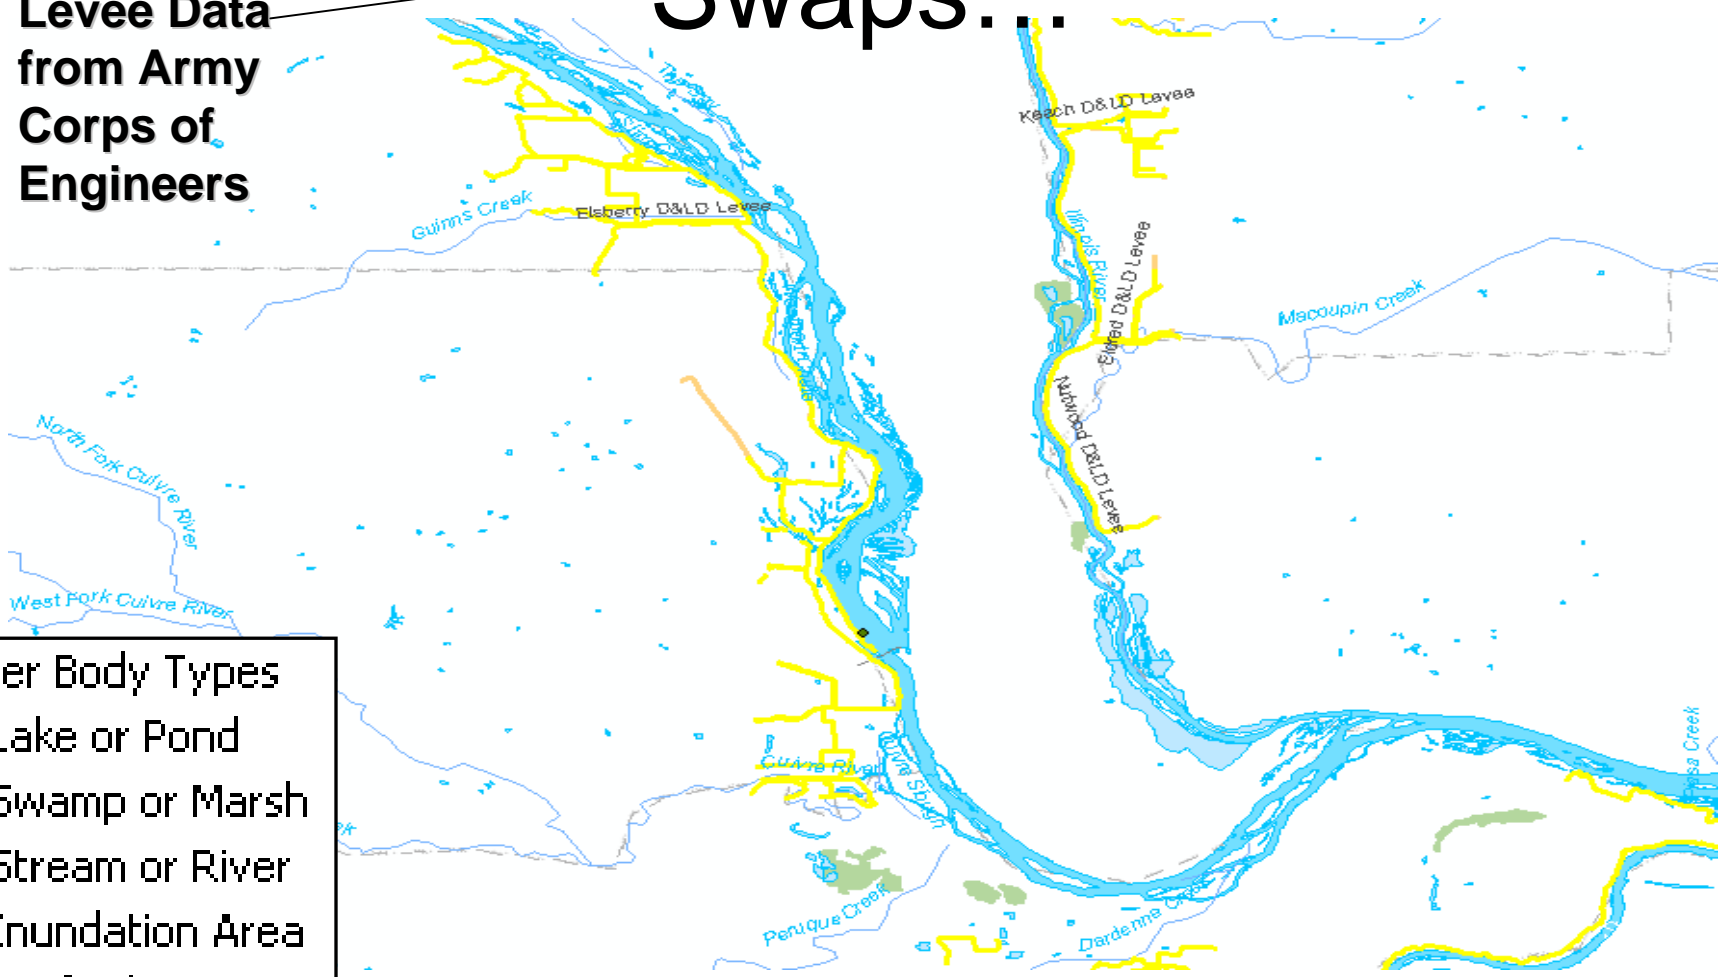 Levee Data
from Army
Corps of
Engineers
Swaps...
Keach D&LD Levee
Guinns Creek
Elsberry D&LD Levee
Illinois River
Eldred D&LD Levee
Macoupin Creek
Nutwood D&LD Levee
North Fork Cuivre River
West Fork Cuivre River
er Body Types
Lake or Pond
Swamp or Marsh
Stream or River
Inundation Area
Cuivre River
Cuivre Slough
Peruque Creek
Dardenne Creek
Creek